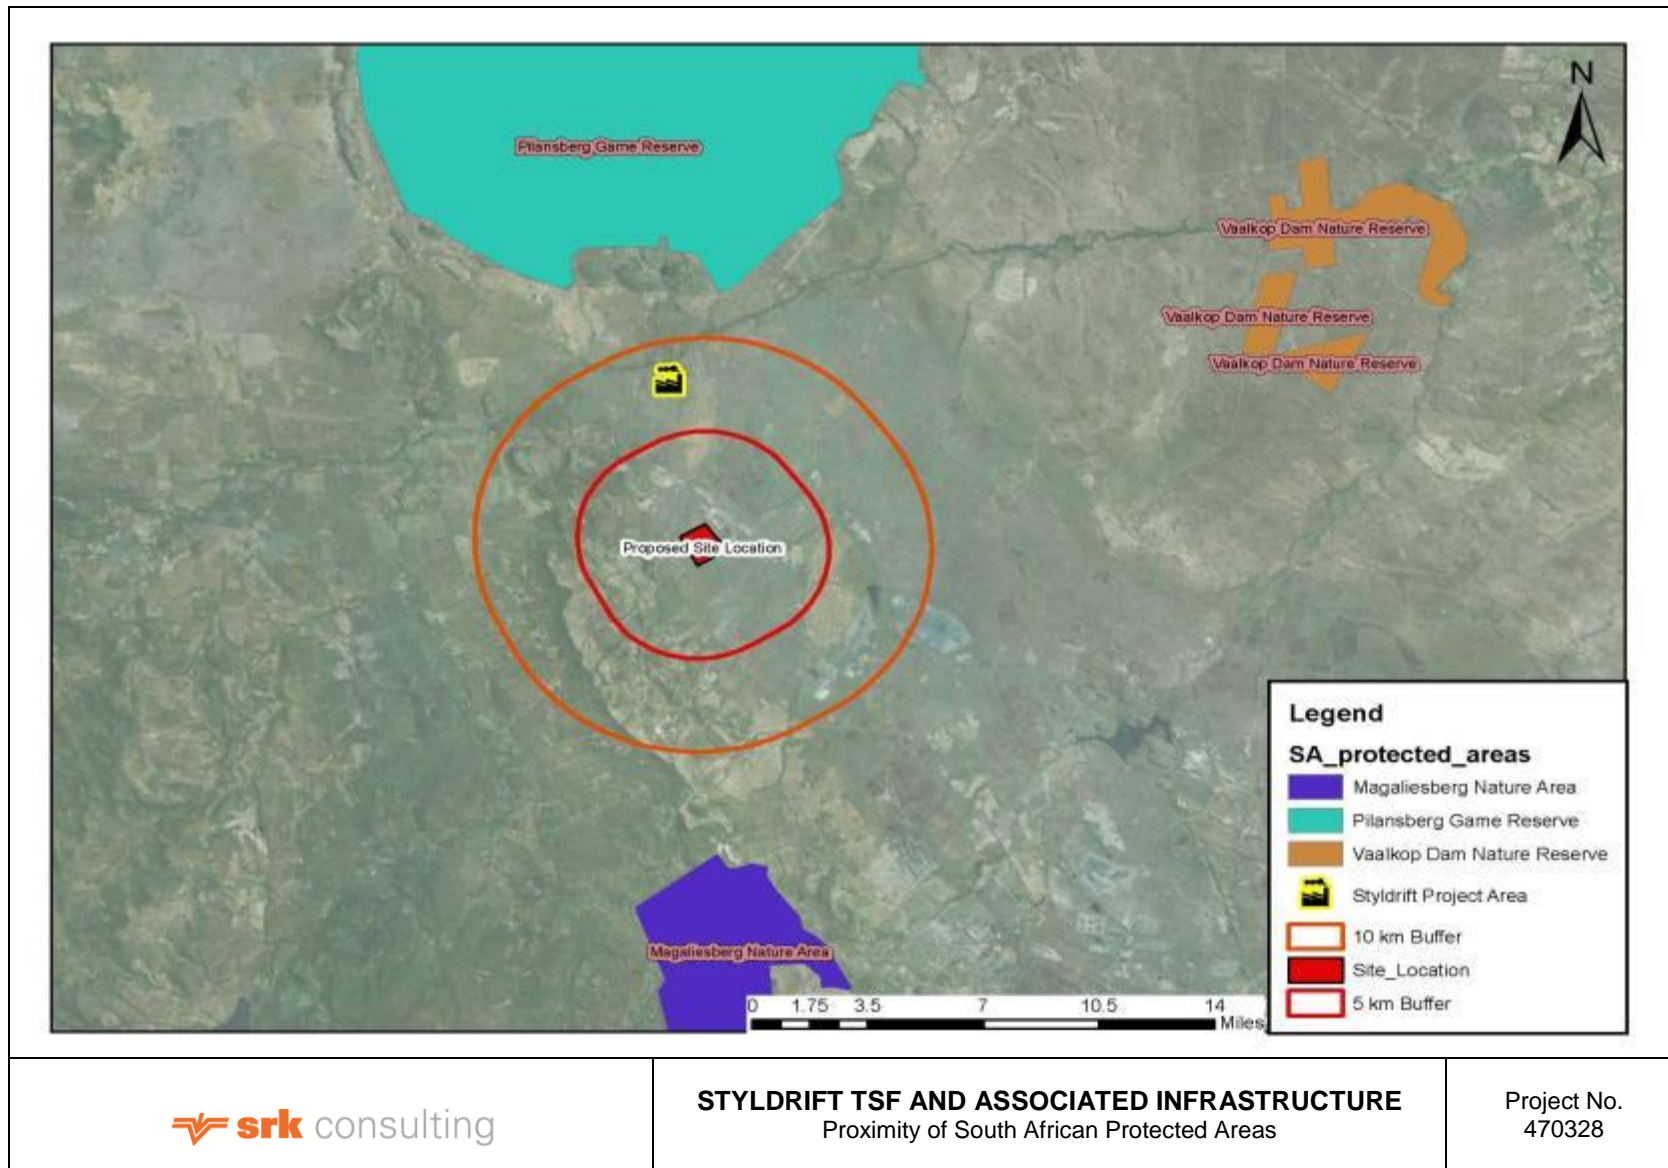 N
Pilansberg Game Reserve
Vaalkop Dam Nature Reserve
Vaalkop Dam Nature Reserve
Vaalkop Dam Nature Reserve
Proposed Site Location
Magaliesberg Nature Area
Legend
SA_protected_areas
Magaliesberg Nature Area
Pilansberg Game Reserve
Vaalkop Dam Nature Reserve
Styldrift Project Area
10 km Buffer
Site_Location
5 km Buffer
0 1.75 3.5 7 10.5 14
Miles
srk consulting
STYLDRIFT TSF AND ASSOCIATED INFRASTRUCTURE
Proximity of South African Protected Areas
Project No.
470328